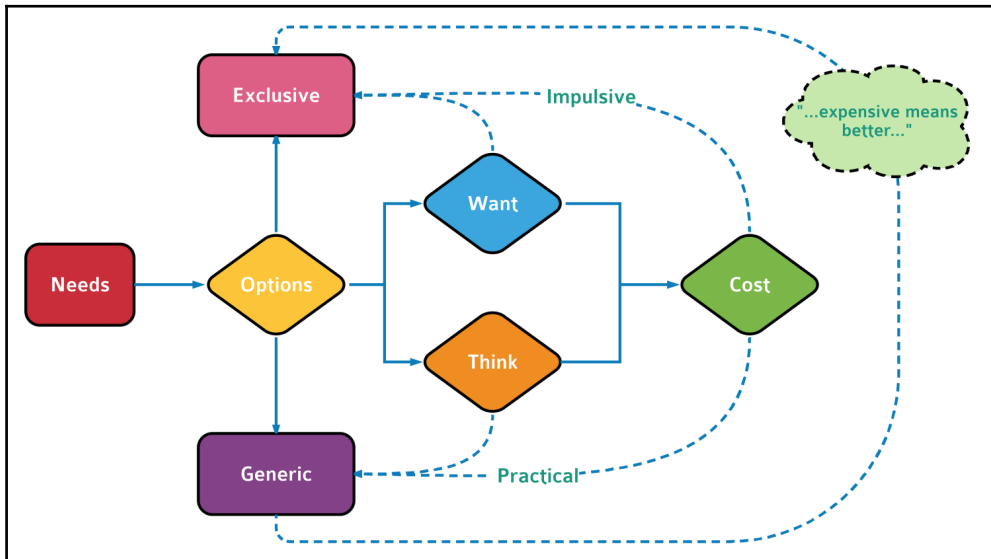 Exclusive
Impulsive
"...expensive means
better..."
Want
Needs
Options
Cost
Think
Generic
Practical